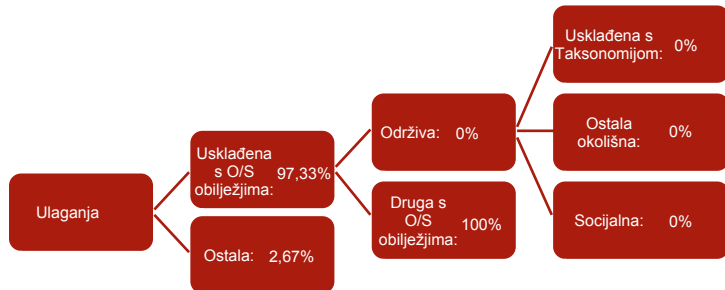 Ulaganja
Usklađena
s O/S
obilježjima:
97,33%
Ostala: 2,67%
Održiva: 0%
Druga s
O/S
obilježjima:
100%
Usklađena s
Taksonomijom:
0%
Ostala
okolišna:
0%
Socijalna: 0%